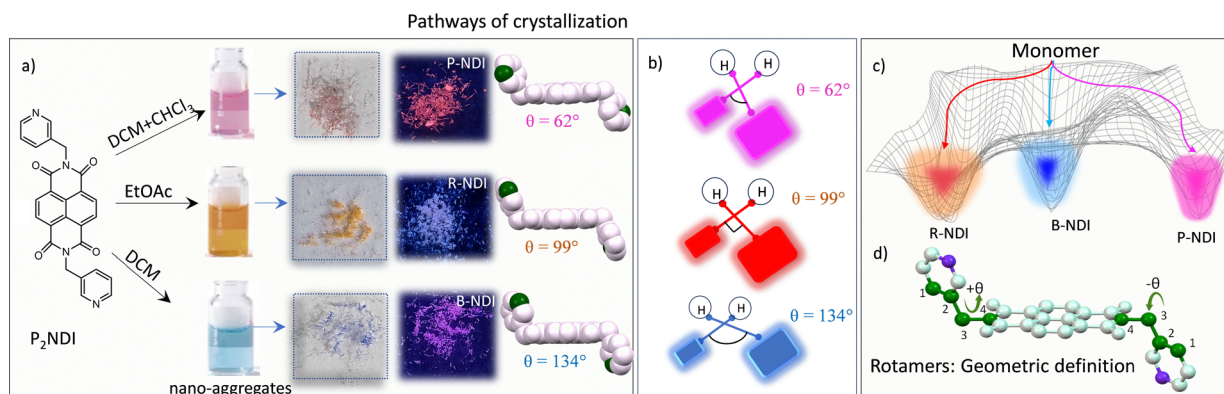 Pathways of crystallization
a)
DCM+CHCl₃
EtOAc
DCM
N
O
N
O
O
N
O
N
P₂NDI
nano-aggregates
P-NDI
θ = 62°
R-NDI
θ = 99°
B-NDI
θ = 134°
b)
H H
θ = 62°
H H
θ = 99°
H H
θ = 134°
c)
Monomer
R-NDI
B-NDI
P-NDI
d)
+θ
-θ
1
2
3
4
4
3
2
1
Rotamers: Geometric definition